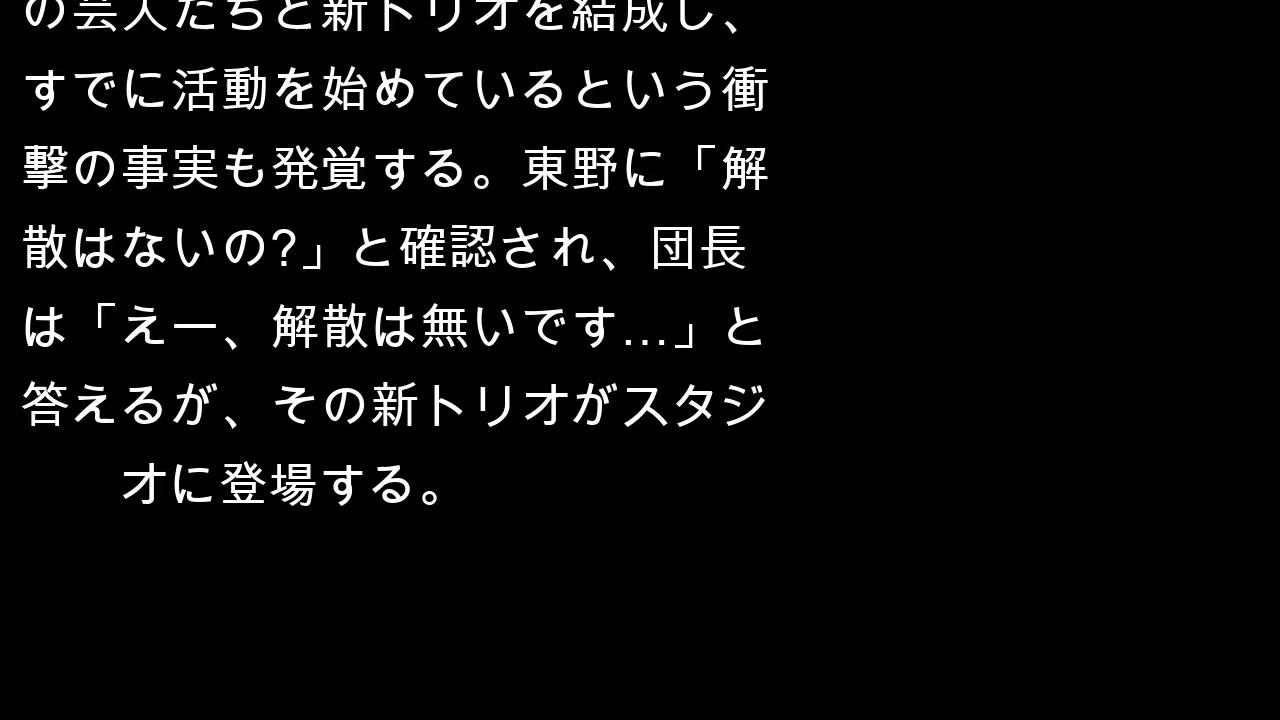 の芸人たちと新トリオを結成し、
すでに活動を始めているという衝
撃の事実も発覚する。東野に「解
散はないの?」と確認され、団長
は「えー、解散は無いです…」と
答えるが、その新トリオがスタジ
オに登場する。